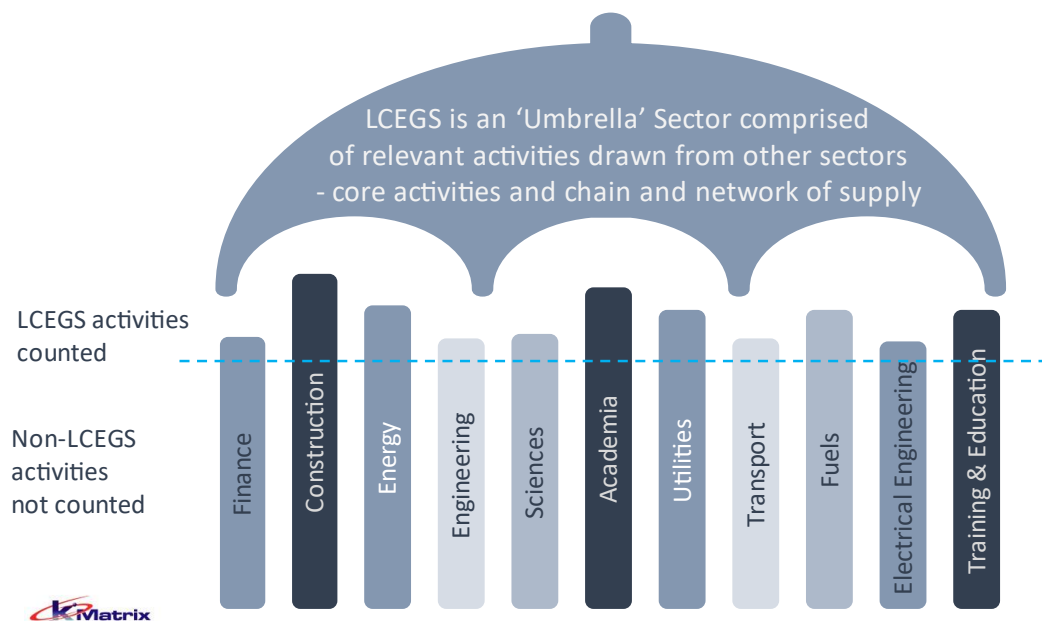 LCEGS is an ‘Umbrella’ Sector comprised
of relevant activities drawn from other sectors
- core activities and chain and network of supply
LCEGS activities
counted
Non-LCEGS
activities
not counted
Finance
Construction
Energy
Engineering
Sciences
Academia
Utilities
Transport
Fuels
Electrical Engineering
Training & Education
kMatrix